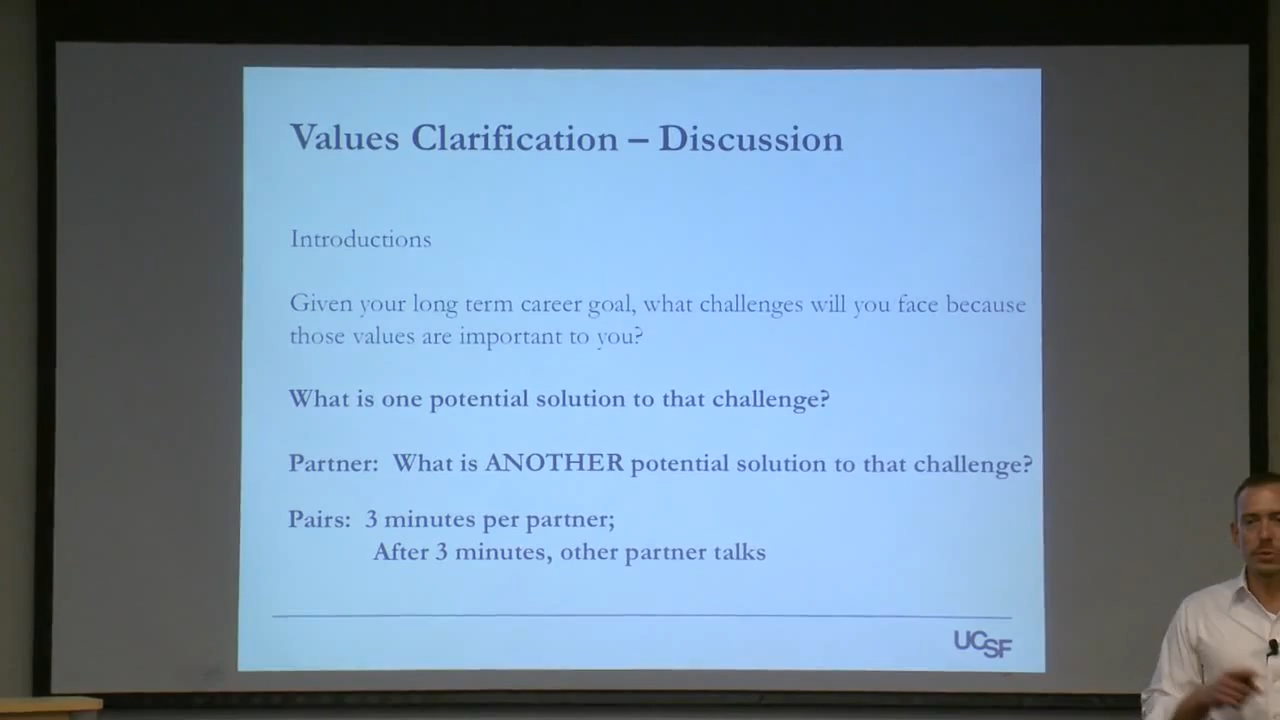 Values Clarification – Discussion
Introductions
Given your long term career goal, what challenges will you face because
those values are important to you?
What is one potential solution to that challenge?
Partner: What is ANOTHER potential solution to that challenge?
Pairs: 3 minutes per partner;
After 3 minutes, other partner talks
UCSF